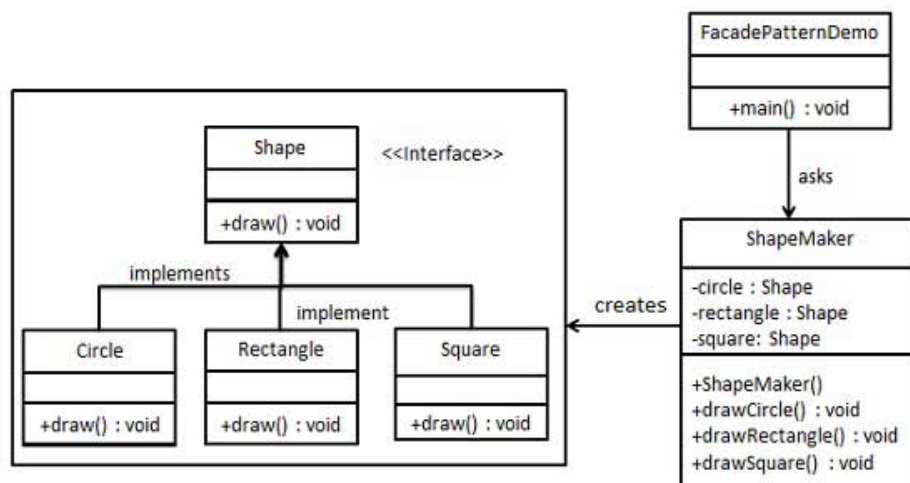 FacadePatternDemo
+main() : void
asks
Shape
<<Interface>>
+draw() : void
implements
implement
Circle
+draw() : void
Rectangle
+draw() : void
Square
+draw() : void
creates
ShapeMaker
-circle : Shape
-rectangle : Shape
-square: Shape
+ShapeMaker()
+drawCircle() : void
+drawRectangle() : void
+drawSquare() : void